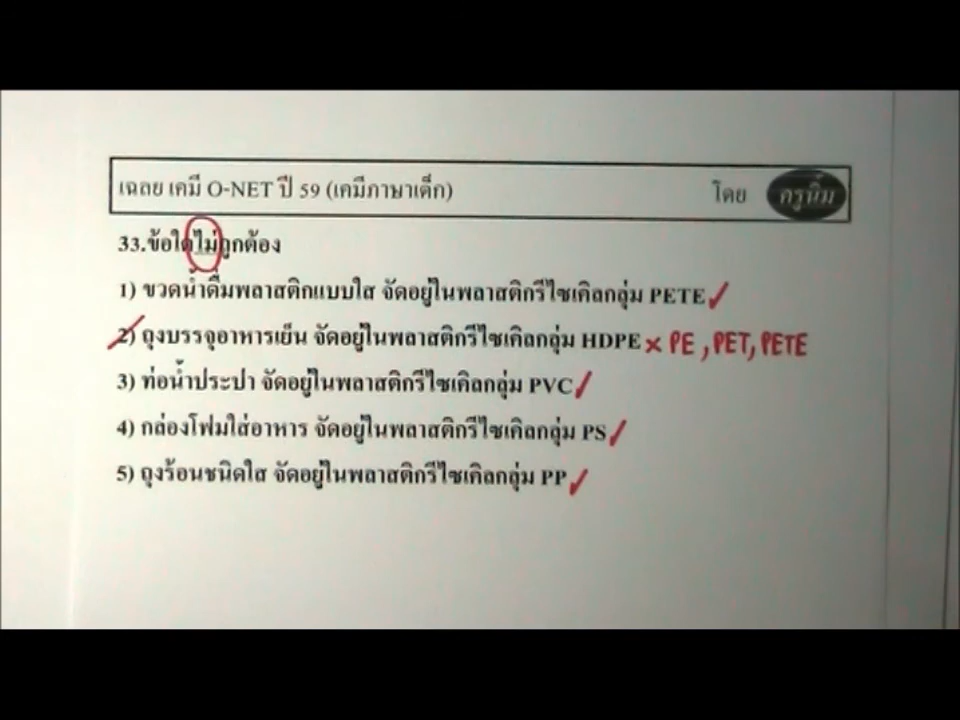 เฉลย เคมี O-NET ปี 59 (เคมีภาษาเด็ก) โดย ครูนิ่ม
33.ข้อใดไม่ถูกต้อง
1) ขวดน้ำดื่มพลาสติกแบบใส จัดอยู่ในพลาสติกรีไซเคิลกลุ่ม PETE
2) ถุงบรรจุอาหารเย็น จัดอยู่ในพลาสติกรีไซเคิลกลุ่ม HDPE × PE , PET, PETE
3) ท่อน้ำประปา จัดอยู่ในพลาสติกรีไซเคิลกลุ่ม PVC
4) กล่องโฟมใส่อาหาร จัดอยู่ในพลาสติกรีไซเคิลกลุ่ม PS
5) ถุงร้อนชนิดใส จัดอยู่ในพลาสติกรีไซเคิลกลุ่ม PP